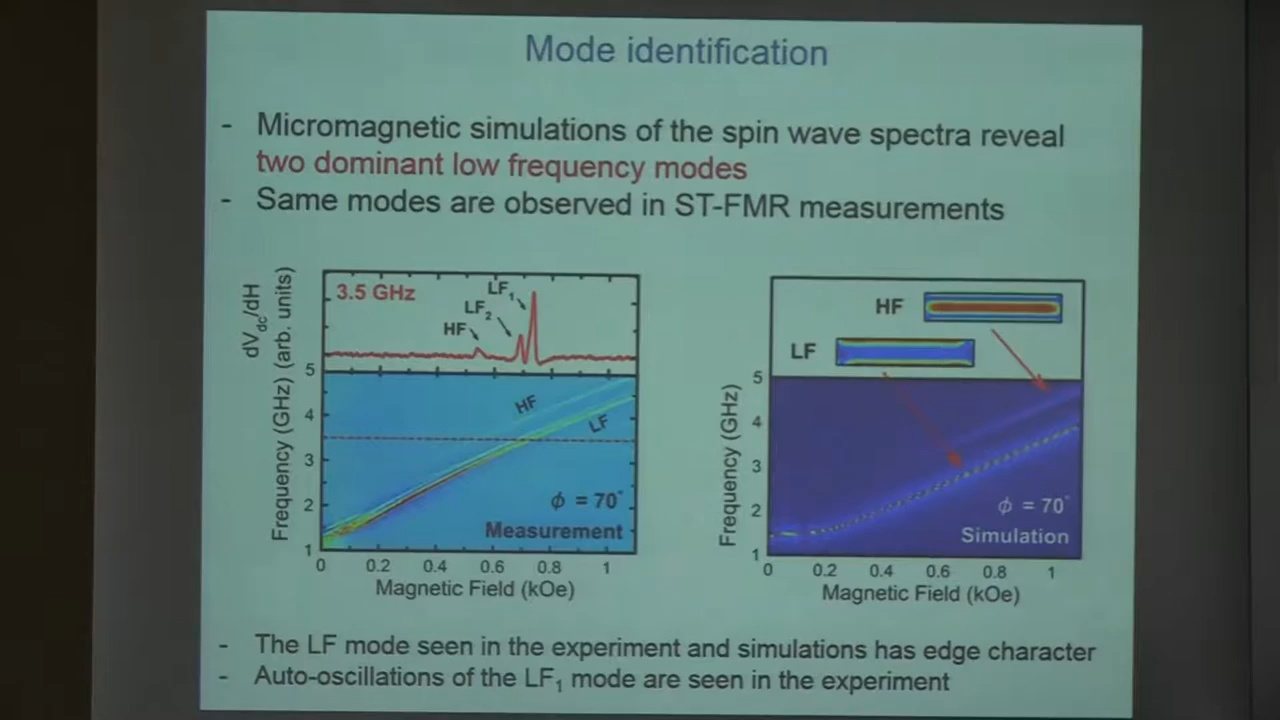 Mode identification
- Micromagnetic simulations of the spin wave spectra reveal
two dominant low frequency modes
- Same modes are observed in ST-FMR measurements
dVdc/dH
(arb. units)
3.5 GHz
LF1
LF2
HF
Frequency (GHz)
5
4
3
2
1
HF
LF
ϕ = 70°
Measurement
0 0.2 0.4 0.6 0.8 1
Magnetic Field (kOe)
HF
LF
Frequency (GHz)
5
4
3
2
1
ϕ = 70°
Simulation
0 0.2 0.4 0.6 0.8 1
Magnetic Field (kOe)
- The LF mode seen in the experiment and simulations has edge character
- Auto-oscillations of the LF1 mode are seen in the experiment